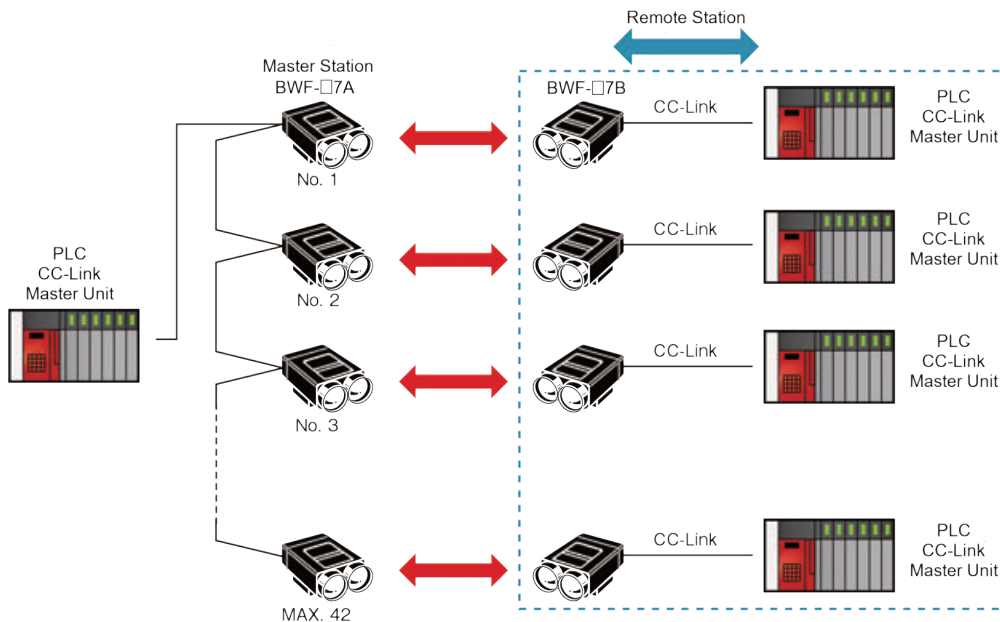 Remote Station
Master Station
BWF-□7A
BWF-□7B
CC-Link
PLC
CC-Link
Master Unit
No. 1
CC-Link
PLC
CC-Link
Master Unit
PLC
CC-Link
Master Unit
No. 2
CC-Link
PLC
CC-Link
Master Unit
No. 3
CC-Link
PLC
CC-Link
Master Unit
MAX. 42